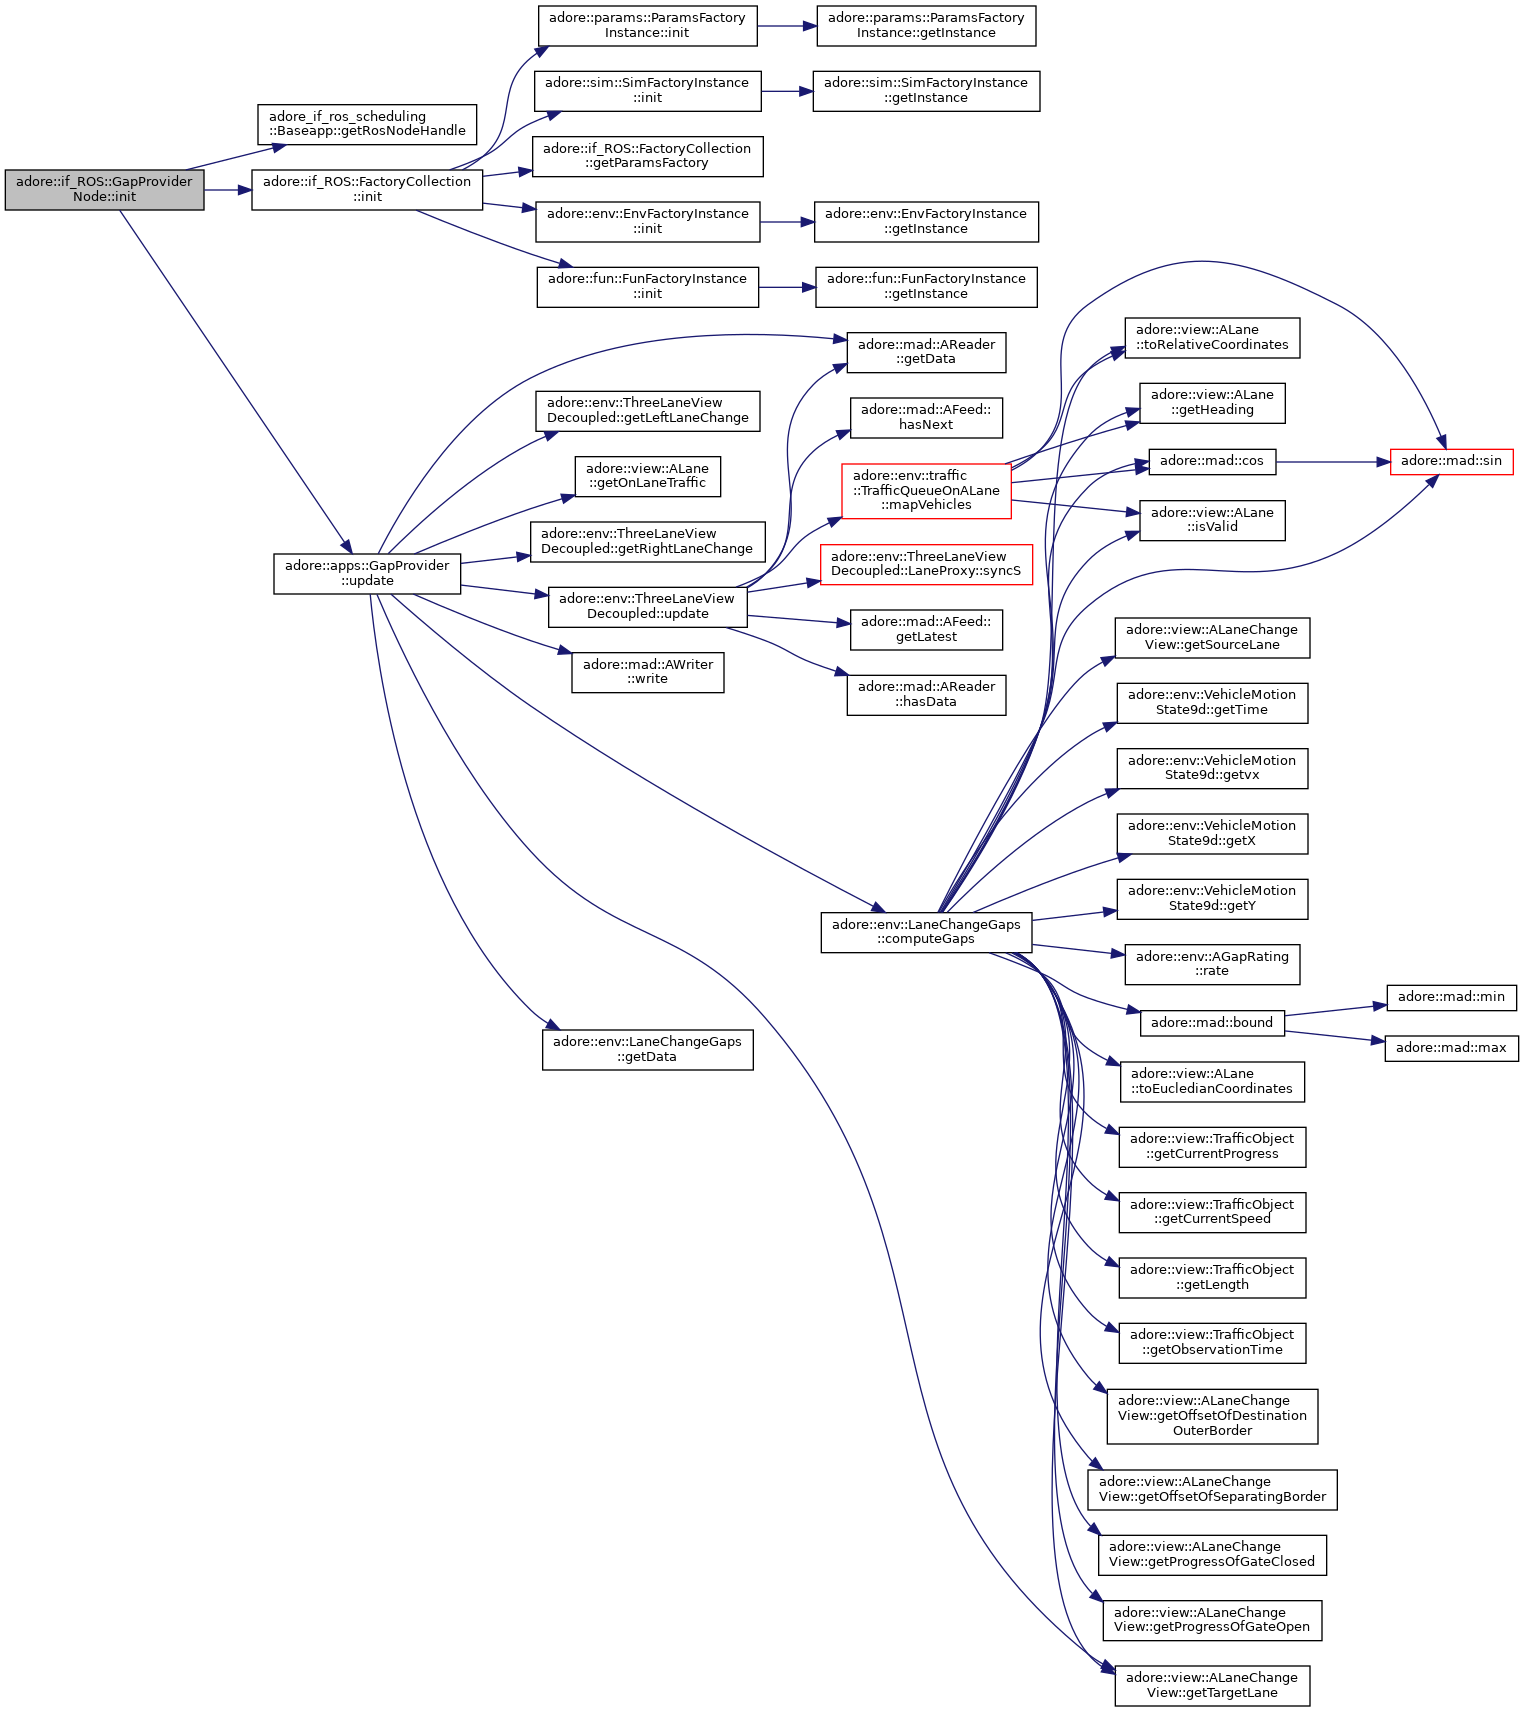 adore::if_ROS::GapProvider
Node::init
adore_if_ros_scheduling
::Baseapp::getRosNodeHandle
adore::if_ROS::FactoryCollection
::init
adore::apps::GapProvider
::update
adore::params::ParamsFactory
Instance::init
adore::params::ParamsFactory
Instance::getInstance
adore::sim::SimFactoryInstance
::init
adore::sim::SimFactoryInstance
::getInstance
adore::if_ROS::FactoryCollection
::getParamsFactory
adore::env::EnvFactoryInstance
::init
adore::env::EnvFactoryInstance
::getInstance
adore::fun::FunFactoryInstance
::init
adore::fun::FunFactoryInstance
::getInstance
adore::mad::AReader
::getData
adore::env::ThreeLaneView
Decoupled::getLeftLaneChange
adore::view::ALane
::getOnLaneTraffic
adore::env::ThreeLaneView
Decoupled::getRightLaneChange
adore::env::ThreeLaneView
Decoupled::update
adore::mad::AWriter
::write
adore::env::LaneChangeGaps
::getData
adore::mad::AFeed::
hasNext
adore::env::traffic
::TrafficQueueOnALane
::mapVehicles
adore::env::ThreeLaneView
Decoupled::LaneProxy::syncS
adore::mad::AFeed::
getLatest
adore::mad::AReader
::hasData
adore::env::LaneChangeGaps
::computeGaps
adore::view::ALane
::toRelativeCoordinates
adore::view::ALane
::getHeading
adore::mad::cos
adore::mad::sin
adore::view::ALane
::isValid
adore::view::ALaneChange
View::getSourceLane
adore::env::VehicleMotion
State9d::getTime
adore::env::VehicleMotion
State9d::getvx
adore::env::VehicleMotion
State9d::getX
adore::env::VehicleMotion
State9d::getY
adore::env::AGapRating
::rate
adore::mad::bound
adore::mad::min
adore::mad::max
adore::view::ALane
::toEucledianCoordinates
adore::view::TrafficObject
::getCurrentProgress
adore::view::TrafficObject
::getCurrentSpeed
adore::view::TrafficObject
::getLength
adore::view::TrafficObject
::getObservationTime
adore::view::ALaneChange
View::getOffsetOfDestination
OuterBorder
adore::view::ALaneChange
View::getOffsetOfSeparatingBorder
adore::view::ALaneChange
View::getProgressOfGateClosed
adore::view::ALaneChange
View::getProgressOfGateOpen
adore::view::ALaneChange
View::getTargetLane